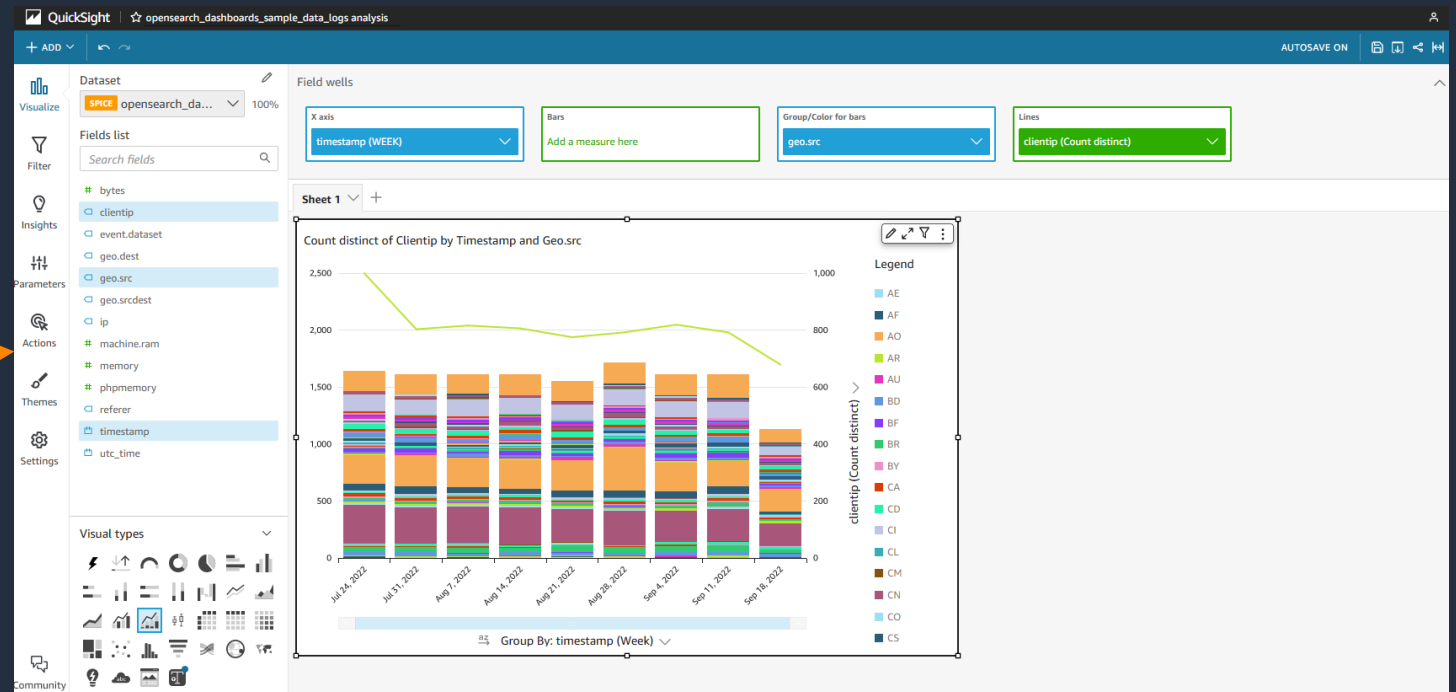 QuickSight
opensearch_dashboards_sample_data_logs analysis
ADD
AUTOSAVE ON
Visualize
Filter
Insights
Parameters
Actions
Themes
Settings
Community
Dataset
SPICE opensearch_da... 100%
Fields list
Search fields
# bytes
clientip
event.dataset
geo.dest
geo.src
geo.srcdest
ip
# machine.ram
# memory
# phpmemory
referer
timestamp
utc_time
Visual types
Field wells
X axis
timestamp (WEEK)
Bars
Add a measure here
Group/Color for bars
geo.src
Lines
clientip (Count distinct)
Sheet 1
Count distinct of Clientip by Timestamp and Geo.src
2,500
2,000
1,500
1,000
500
0
1,000
800
600
400
200
0
clientip (Count distinct)
Jul 24, 2022
Jul 31, 2022
Aug 7, 2022
Aug 14, 2022
Aug 21, 2022
Aug 28, 2022
Sep 4, 2022
Sep 11, 2022
Sep 18, 2022
Group By: timestamp (Week)
Legend
AE
AF
AO
AR
AU
BD
BF
BR
BY
CA
CD
CI
CL
CM
CN
CO
CS